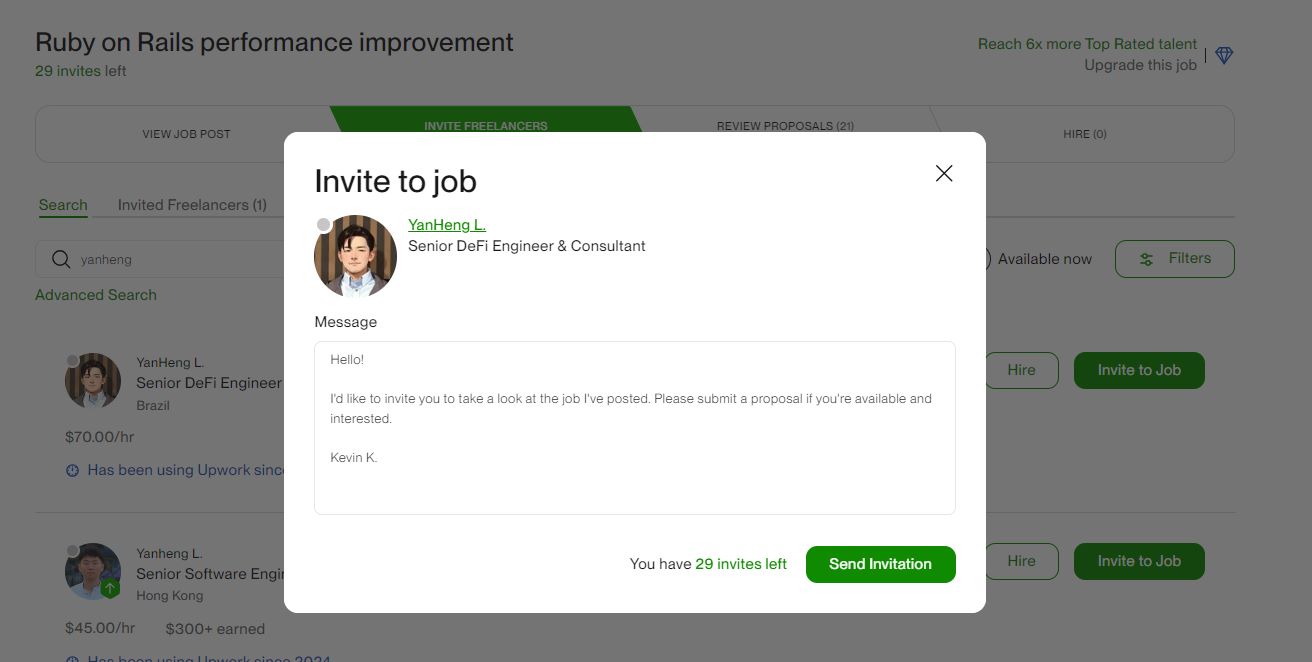 Ruby on Rails performance improvement
29 invites left
Reach 6x more Top Rated talent
Upgrade this job
VIEW JOB POST
INVITE FREELANCERS
REVIEW PROPOSALS (21)
HIRE (0)
Search
Invited Freelancers (1)
yanheng
Available now
Filters
Advanced Search
YanHeng L.
Senior DeFi Engineer
Brazil
$70.00/hr
Has been using Upwork since
Hire
Invite to Job
Yanheng L.
Senior Software Engi
Hong Kong
$45.00/hr
$300+ earned
Has been using Upwork since 2024
Hire
Invite to Job
Invite to job
YanHeng L.
Senior DeFi Engineer & Consultant
Message
Hello!
I'd like to invite you to take a look at the job I've posted. Please submit a proposal if you're available and
interested.
Kevin K.
You have 29 invites left
Send Invitation